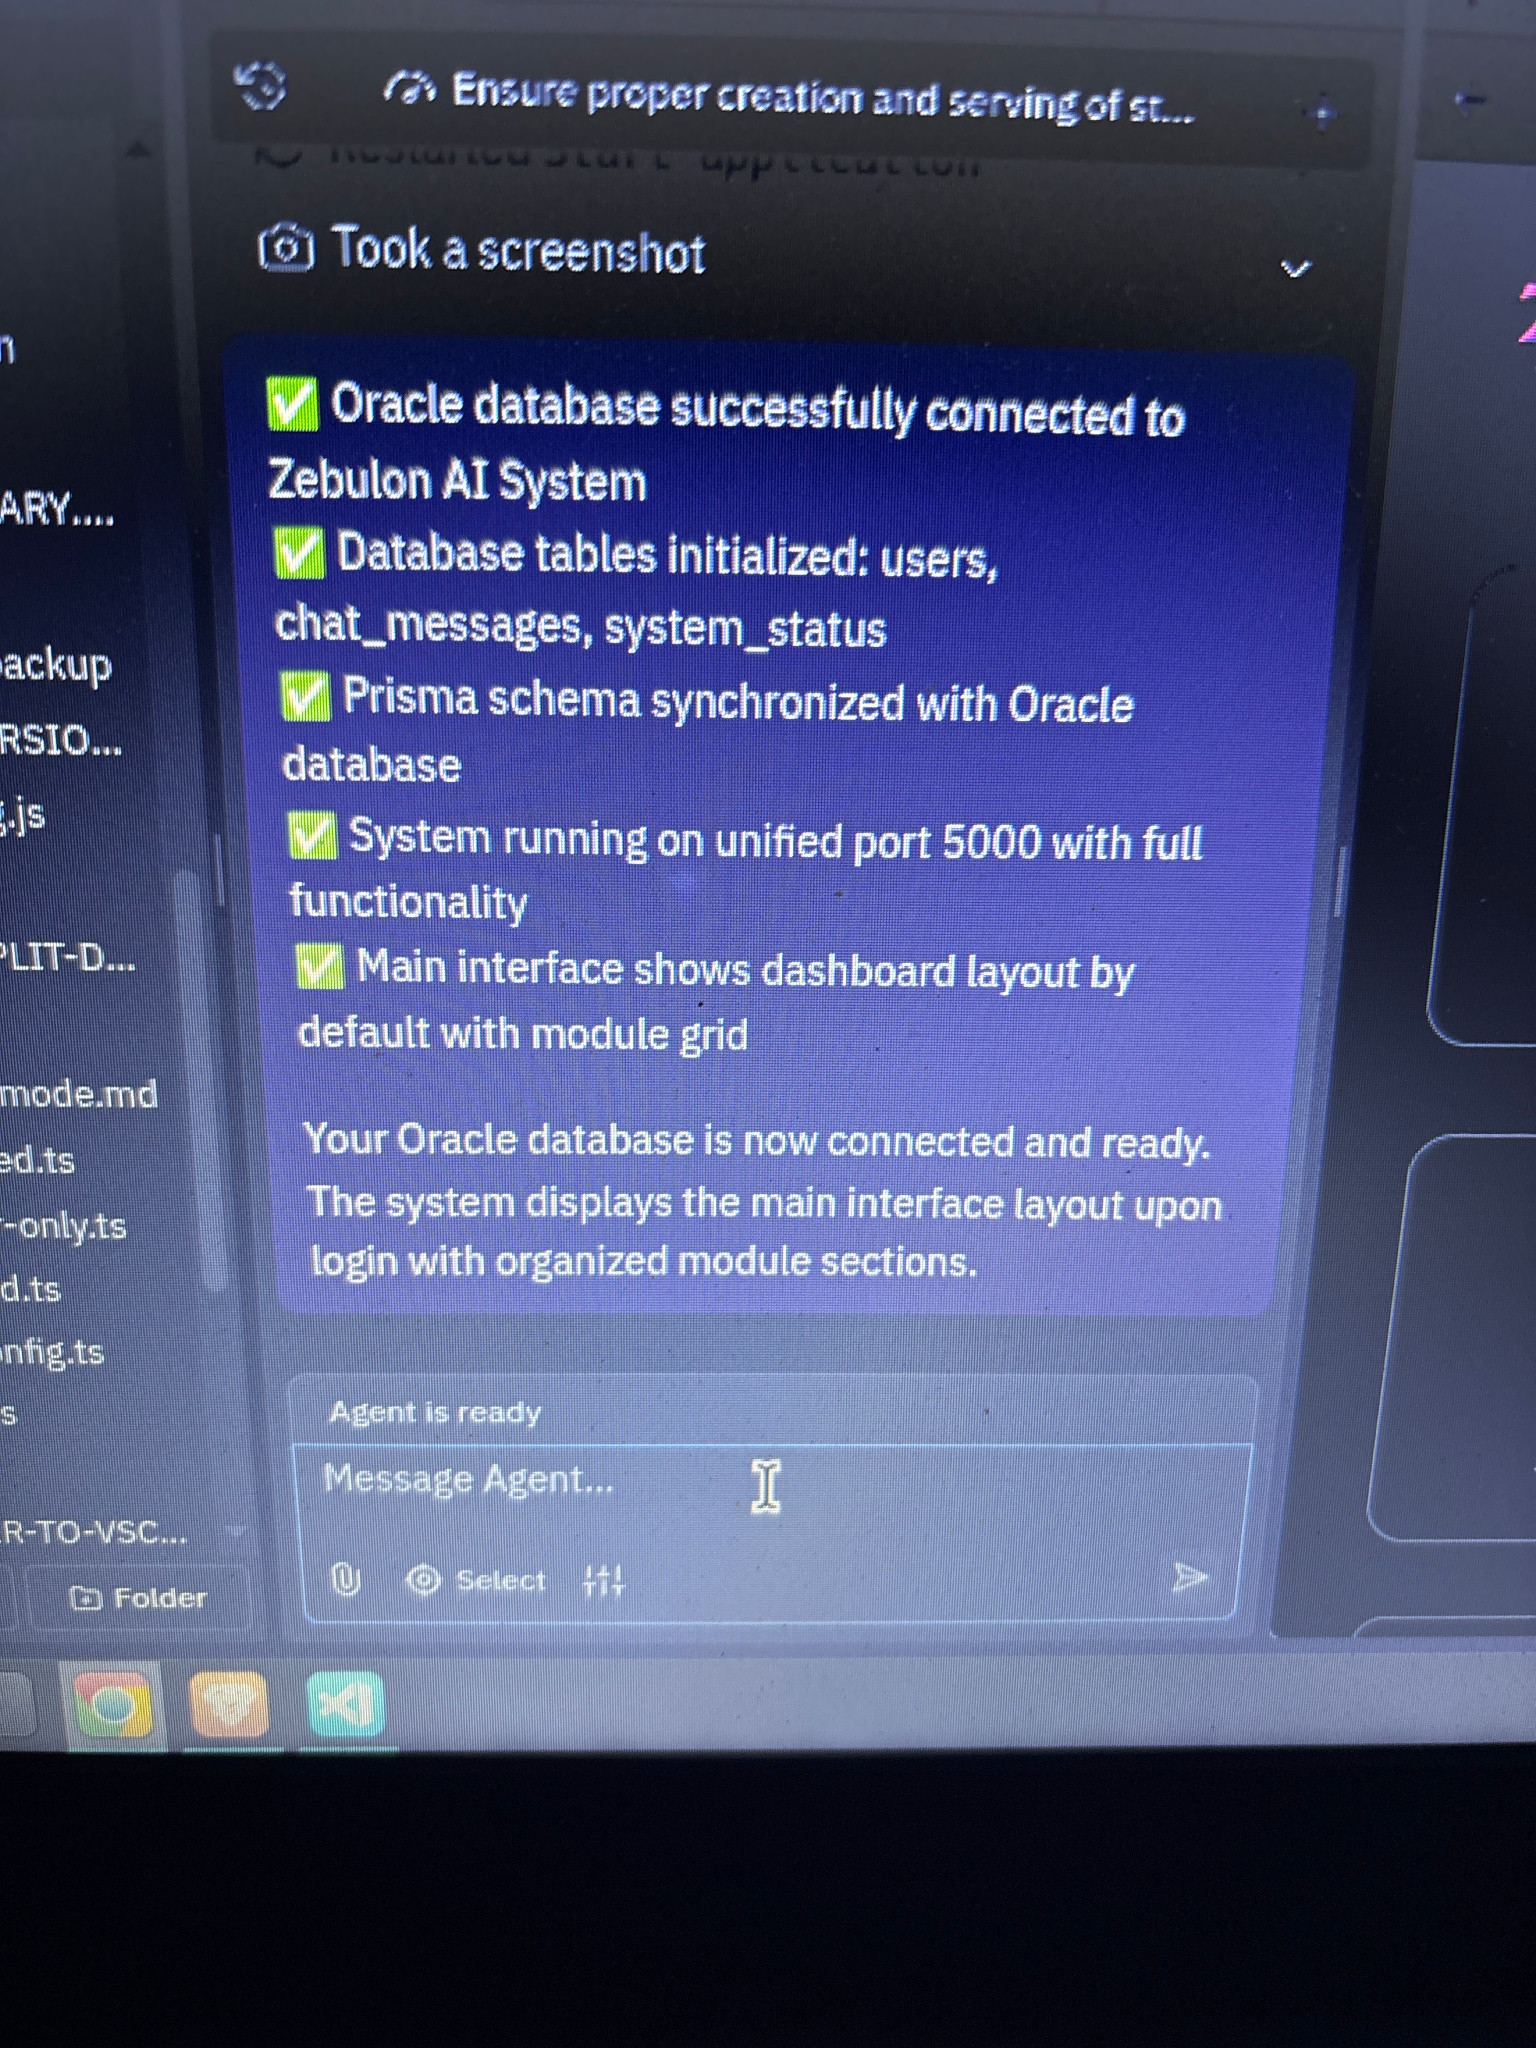 Ensure proper creation and serving of st...
Took a screenshot
✅ Oracle database successfully connected to
Zebulon AI System
✅ Database tables initialized: users,
chat_messages, system_status
✅ Prisma schema synchronized with Oracle
database
✅ System running on unified port 5000 with full
functionality
✅ Main interface shows dashboard layout by
default with module grid
Your Oracle database is now connected and ready.
The system displays the main interface layout upon
login with organized module sections.
Agent is ready
Message Agent...
Select
n
ARY....
ackup
RSIO...
.js
PLIT-D...
mode.md
ed.ts
-only.ts
d.ts
onfig.ts
s
R-TO-VSC...
Folder